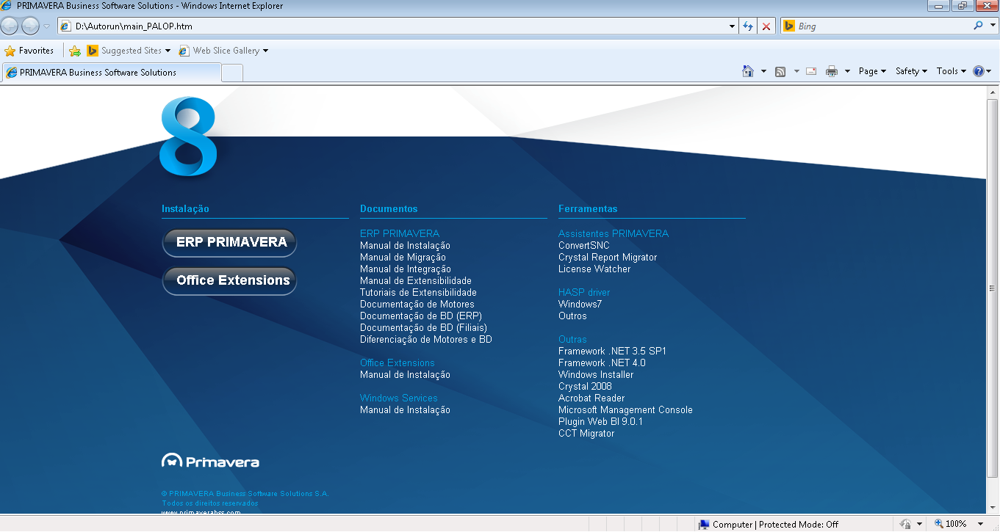 PRIMAVERA Business Software Solutions - Windows Internet Explorer
D:\Autorun\main_PALOP.htm
Bing
Favorites
Suggested Sites
Web Slice Gallery
PRIMAVERA Business Software Solutions
Page
Safety
Tools
8
Instalação
ERP PRIMAVERA
Office Extensions
Documentos
ERP PRIMAVERA
Manual de Instalação
Manual de Migração
Manual de Integração
Manual de Extensibilidade
Tutoriais de Extensibilidade
Documentação de Motores
Documentação de BD (ERP)
Documentação de BD (Filiais)
Diferenciação de Motores e BD
Office Extensions
Manual de Instalação
Windows Services
Manual de Instalação
Ferramentas
Assistentes PRIMAVERA
ConvertSNC
Crystal Report Migrator
License Watcher
HASP driver
Windows7
Outros
Outras
Framework .NET 3.5 SP1
Framework .NET 4.0
Windows Installer
Crystal 2008
Acrobat Reader
Microsoft Management Console
Plugin Web BI 9.0.1
CCT Migrator
Primavera
© PRIMAVERA Business Software Solutions S.A.
Todos os direitos reservados
www.primaverabss.com
Computer | Protected Mode: Off
100%